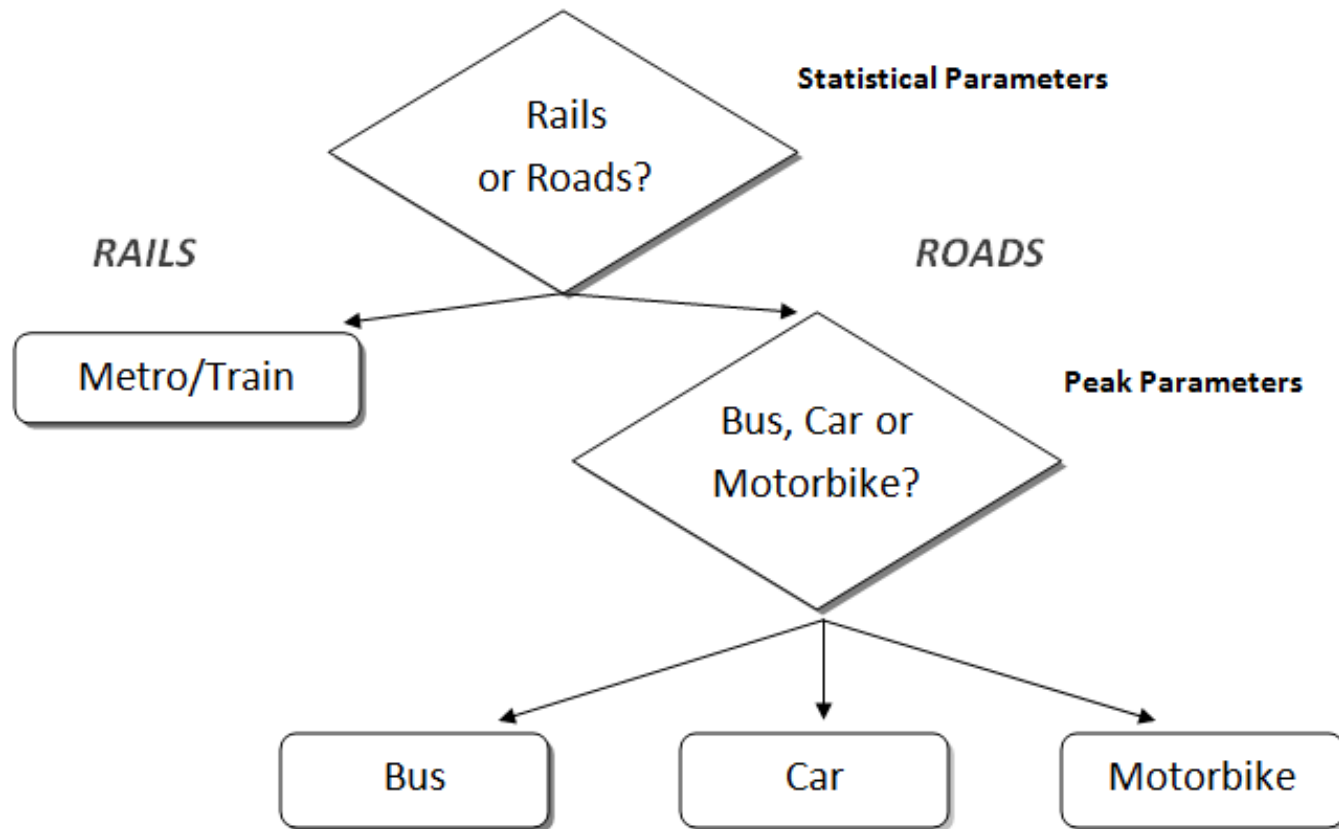 Statistical Parameters
Rails
or Roads?
RAILS
ROADS
Metro/Train
Peak Parameters
Bus, Car or
Motorbike?
Bus
Car
Motorbike